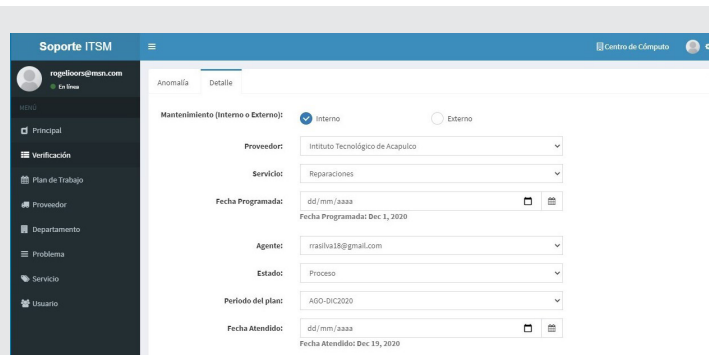 Soporte ITSM
Centro de Cómputo
rogelioors@msn.com
En línea
MENÚ
Principal
Verificación
Plan de Trabajo
Proveedor
Departamento
Problema
Servicio
Usuario
Anomalía Detalle
Mantenimiento (Interno o Externo): Interno Externo
Proveedor: Intituto Tecnológico de Acapulco
Servicio: Reparaciones
Fecha Programada: dd/mm/aaaa
Fecha Programada: Dec 1, 2020
Agente: rrasilva18@gmail.com
Estado: Proceso
Periodo del plan: AGO-DIC2020
Fecha Atendido: dd/mm/aaaa
Fecha Atendido: Dec 19, 2020